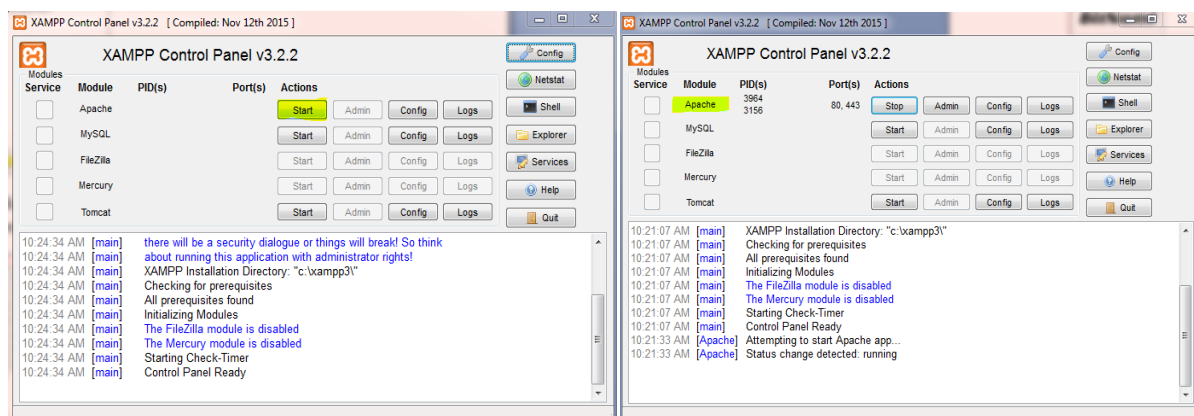 XAMPP Control Panel v3.2.2 [ Compiled: Nov 12th 2015 ]
XAMPP Control Panel v3.2.2
Config
Modules
Service Module PID(s) Port(s) Actions
Netstat
Apache Start Admin Config Logs
Shell
MySQL Start Admin Config Logs
Explorer
FileZilla Start Admin Config Logs
Services
Mercury Start Admin Config Logs
Help
Tomcat Start Admin Config Logs
Quit
10:24:34 AM [main] there will be a security dialogue or things will break! So think
10:24:34 AM [main] about running this application with administrator rights!
10:24:34 AM [main] XAMPP Installation Directory: "c:\xampp3\"
10:24:34 AM [main] Checking for prerequisites
10:24:34 AM [main] All prerequisites found
10:24:34 AM [main] Initializing Modules
10:24:34 AM [main] The FileZilla module is disabled
10:24:34 AM [main] The Mercury module is disabled
10:24:34 AM [main] Starting Check-Timer
10:24:34 AM [main] Control Panel Ready
XAMPP Control Panel v3.2.2 [ Compiled: Nov 12th 2015 ]
XAMPP Control Panel v3.2.2
Config
Modules
Service Module PID(s) Port(s) Actions
Netstat
Apache 3964 3156 80, 443 Stop Admin Config Logs
Shell
MySQL Start Admin Config Logs
Explorer
FileZilla Start Admin Config Logs
Services
Mercury Start Admin Config Logs
Help
Tomcat Start Admin Config Logs
Quit
10:21:07 AM [main] XAMPP Installation Directory: "c:\xampp3\"
10:21:07 AM [main] Checking for prerequisites
10:21:07 AM [main] All prerequisites found
10:21:07 AM [main] Initializing Modules
10:21:07 AM [main] The FileZilla module is disabled
10:21:07 AM [main] The Mercury module is disabled
10:21:07 AM [main] Starting Check-Timer
10:21:07 AM [main] Control Panel Ready
10:21:33 AM [Apache] Attempting to start Apache app...
10:21:33 AM [Apache] Status change detected: running